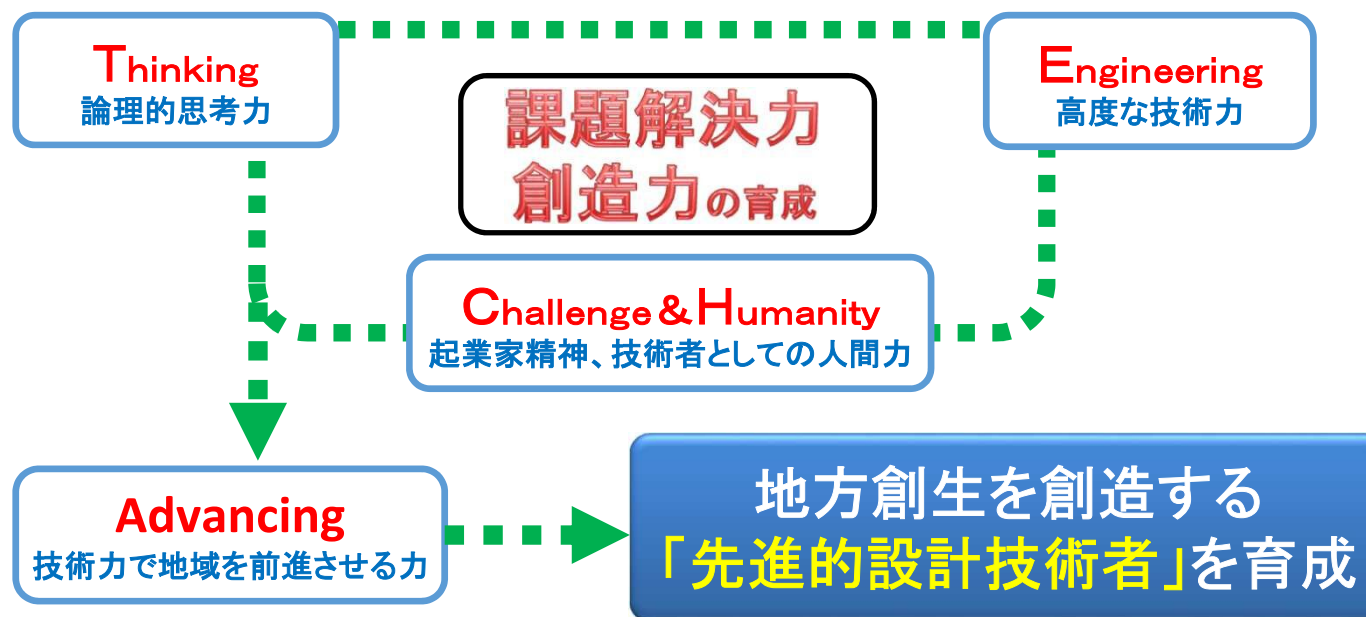 Thinking
論理的思考力
Engineering
高度な技術力
課題解決力
創造力の育成
Challenge&Humanity
起業家精神、技術者としての人間力
Advancing
技術力で地域を前進させる力
地方創生を創造する
「先進的設計技術者」を育成